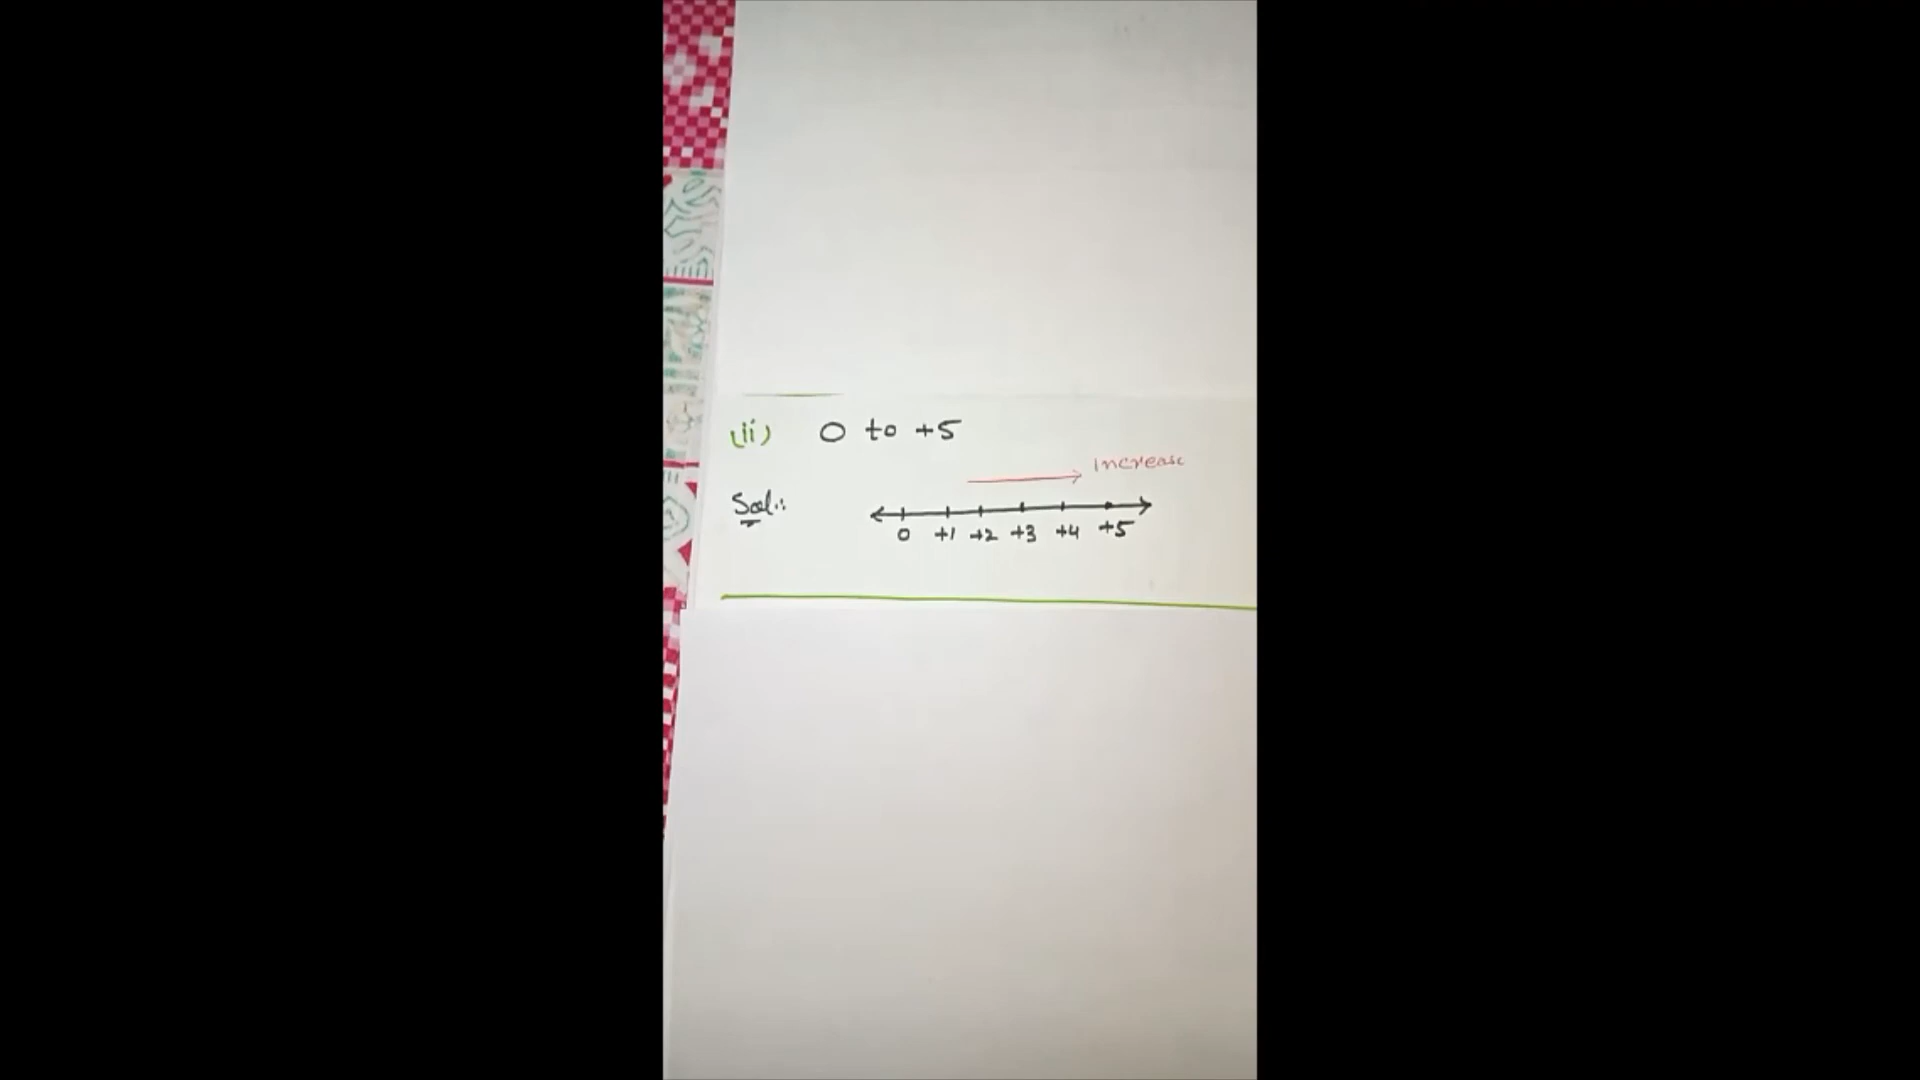 (ii) 0 to +5
increase
Sol:
0 +1 +2 +3 +4 +5